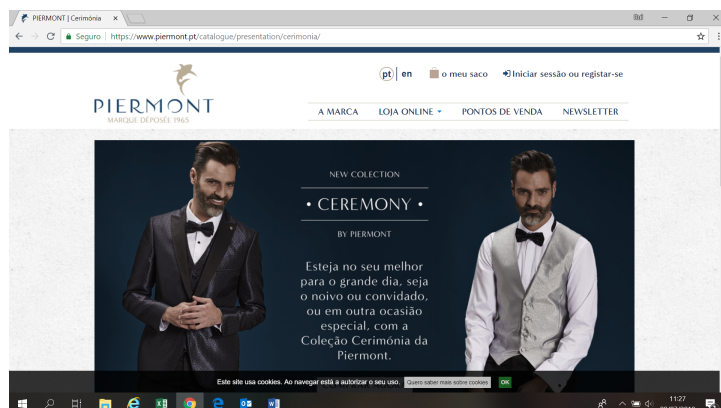 PIERMONT | Cerimónia
Seguro | https://www.piermont.pt/catalogue/presentation/cerimonia/
pt | en o meu saco Iniciar sessão ou registar-se
PIERMONT
MARQUE DÉPOSÉE 1965
A MARCA LOJA ONLINE PONTOS DE VENDA NEWSLETTER
NEW COLECTION
• CEREMONY •
BY PIERMONT
Esteja no seu melhor
para o grande dia, seja
o noivo ou convidado,
ou em outra ocasião
especial, com a
Coleção Cerimónia da
Piermont.
Este site usa cookies. Ao navegar está a autorizar o seu uso. Quero saber mais sobre cookies OK
11:27